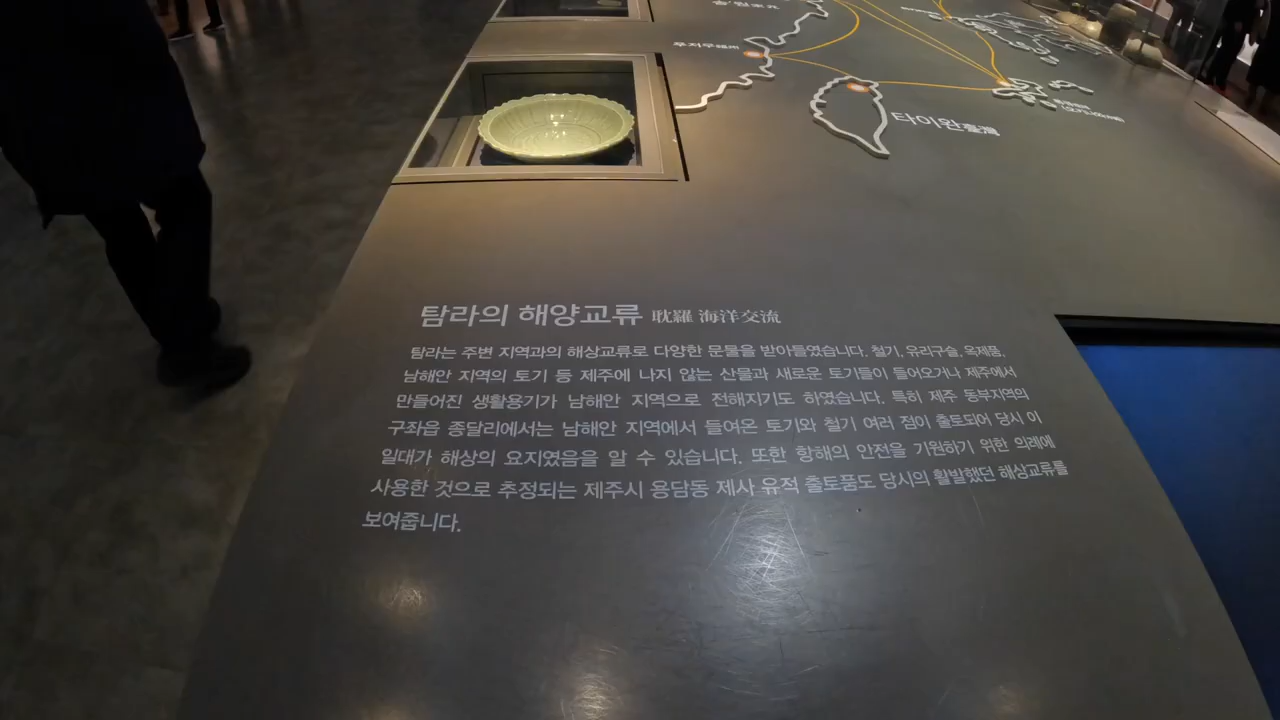 타이완臺灣
탐라의 해양교류 耽羅 海洋交流
탐라는 주변 지역과의 해상교류로 다양한 문물을 받아들였습니다. 철기, 유리구슬, 옥제품,
남해안 지역의 토기 등 제주에 나지 않는 산물과 새로운 토기들이 들어오거나 제주에서
만들어진 생활용기가 남해안 지역으로 전해지기도 하였습니다. 특히 제주 동부지역의
구좌읍 종달리에서는 남해안 지역에서 들여온 토기와 철기 여러 점이 출토되어 당시 이
일대가 해상의 요지였음을 알 수 있습니다. 또한 항해의 안전을 기원하기 위한 의례에
사용한 것으로 추정되는 제주시 용담동 제사 유적 출토품도 당시의 활발했던 해상교류를
보여줍니다.